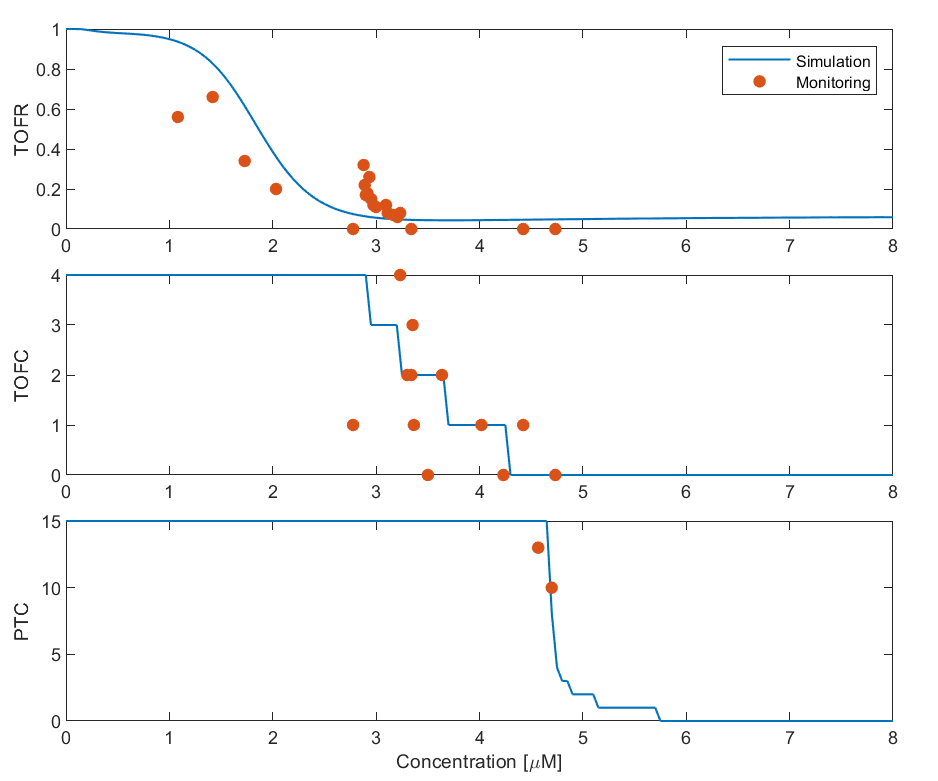 1
0.8
0.6
0.4
0.2
0
TOFR
Simulation
Monitoring
0 1 2 3 4 5 6 7 8
4
3
2
1
0
TOFC
0 1 2 3 4 5 6 7 8
15
10
5
0
PTC
0 1 2 3 4 5 6 7 8
Concentration [μM]